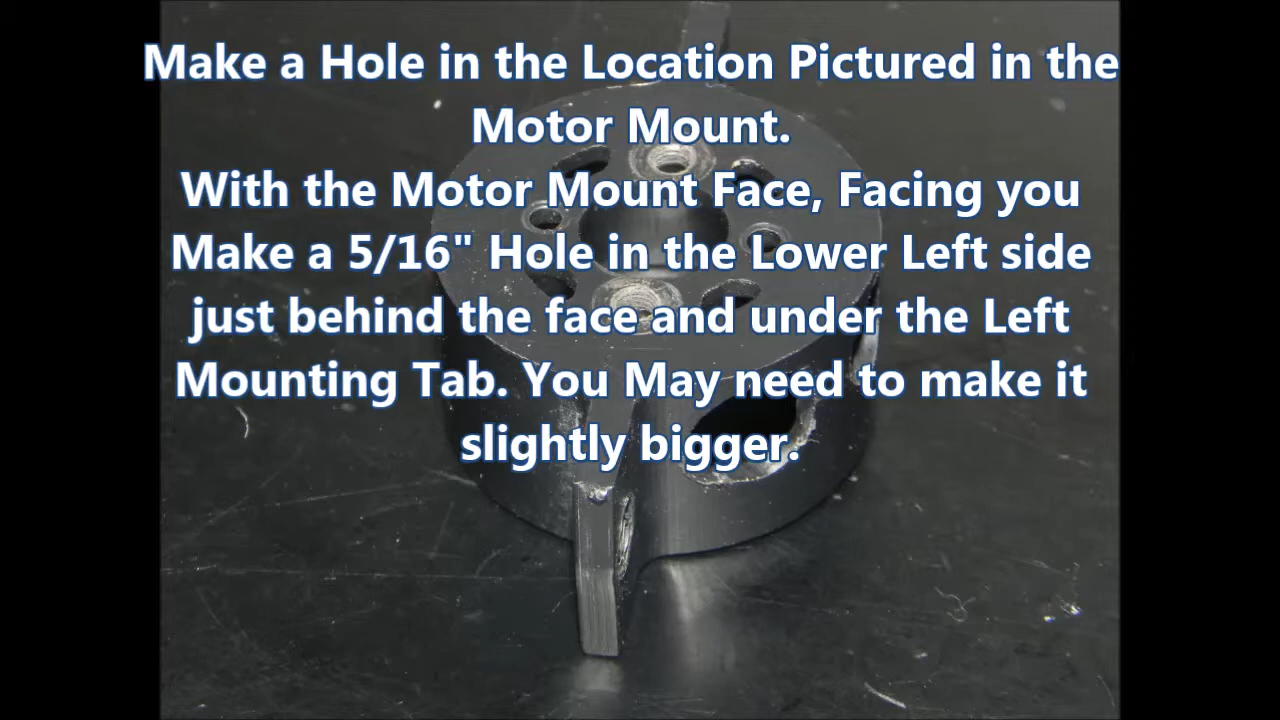 Make a Hole in the Location Pictured in the
Motor Mount.
With the Motor Mount Face, Facing you
Make a 5/16" Hole in the Lower Left side
just behind the face and under the Left
Mounting Tab. You May need to make it
slightly bigger.